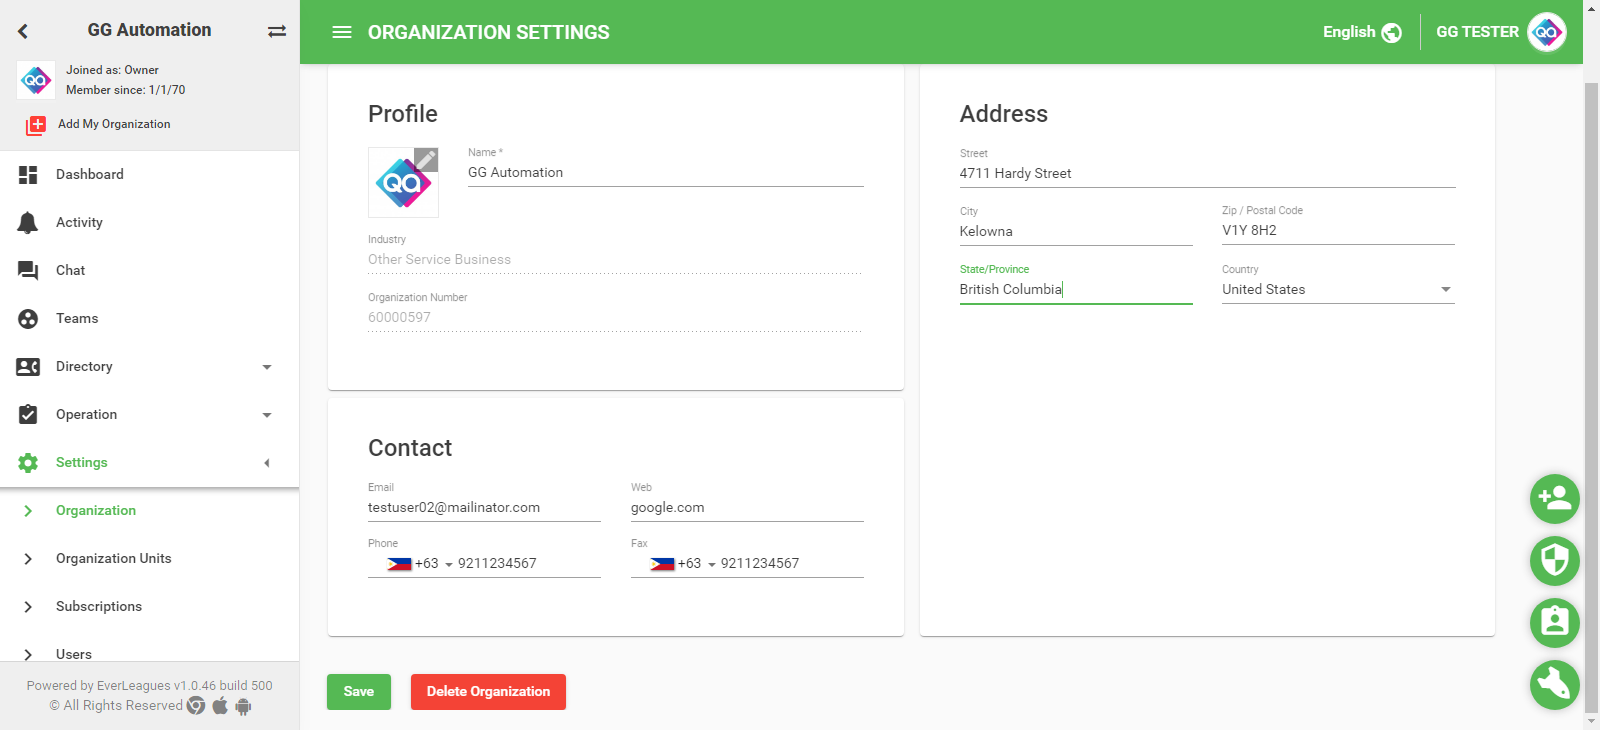 GG Automation
Joined as: Owner
Member since: 1/1/70
Add My Organization
Dashboard
Activity
Chat
Teams
Directory
Operation
Settings
Organization
Organization Units
Subscriptions
Users
Powered by EverLeagues v1.0.46 build 500
© All Rights Reserved
ORGANIZATION SETTINGS
English
GG TESTER
Qa
Profile
Qa
Name *
GG Automation
Industry
Other Service Business
Organization Number
60000597
Contact
Email
testuser02@mailinator.com
Web
google.com
Phone
+63 9211234567
Fax
+63 9211234567
Address
Street
4711 Hardy Street
City
Kelowna
Zip / Postal Code
V1Y 8H2
State/Province
British Columbia
Country
United States
Save
Delete Organization